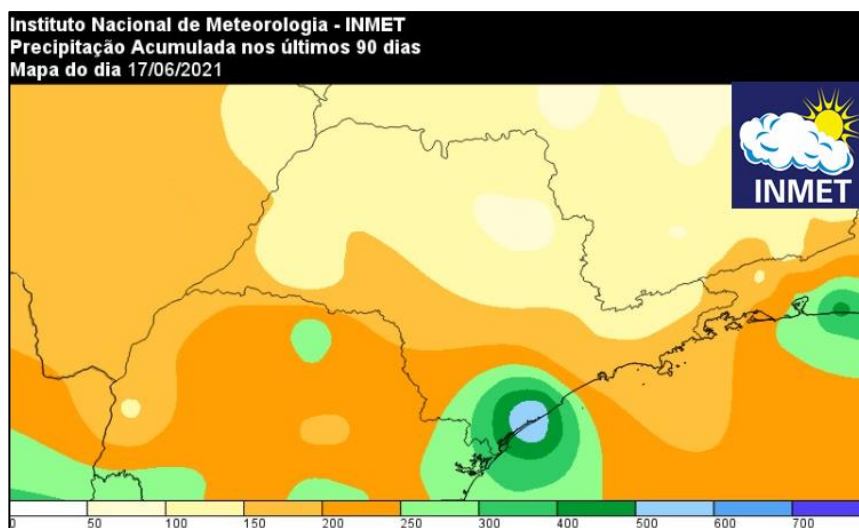 Instituto Nacional de Meteorologia - INMET
Precipitação Acumulada nos últimos 90 dias
Mapa do dia 17/06/2021
INMET
0 50 100 150 200 250 300 400 500 600 700